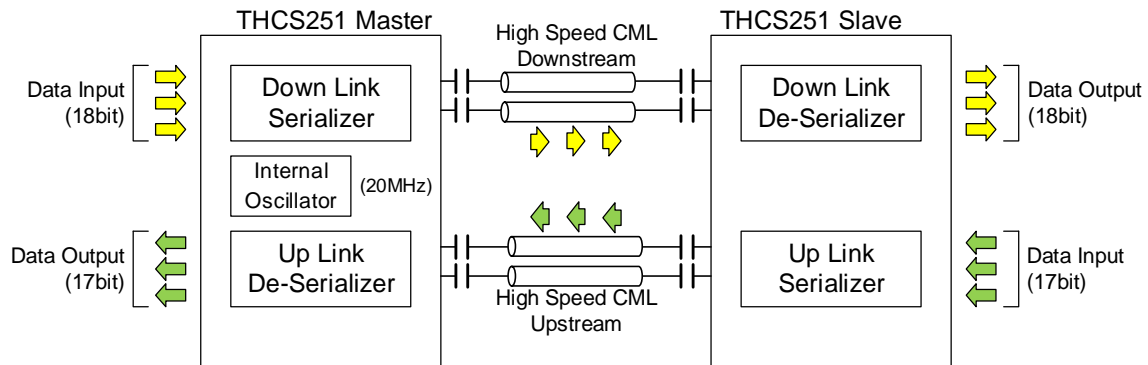 THCS251 Master
High Speed CML
Downstream
THCS251 Slave
Data Input
(18bit)
Down Link
Serializer
Down Link
De-Serializer
Data Output
(18bit)
Internal
Oscillator
(20MHz)
Data Output
(17bit)
Up Link
De-Serializer
High Speed CML
Upstream
Up Link
Serializer
Data Input
(17bit)